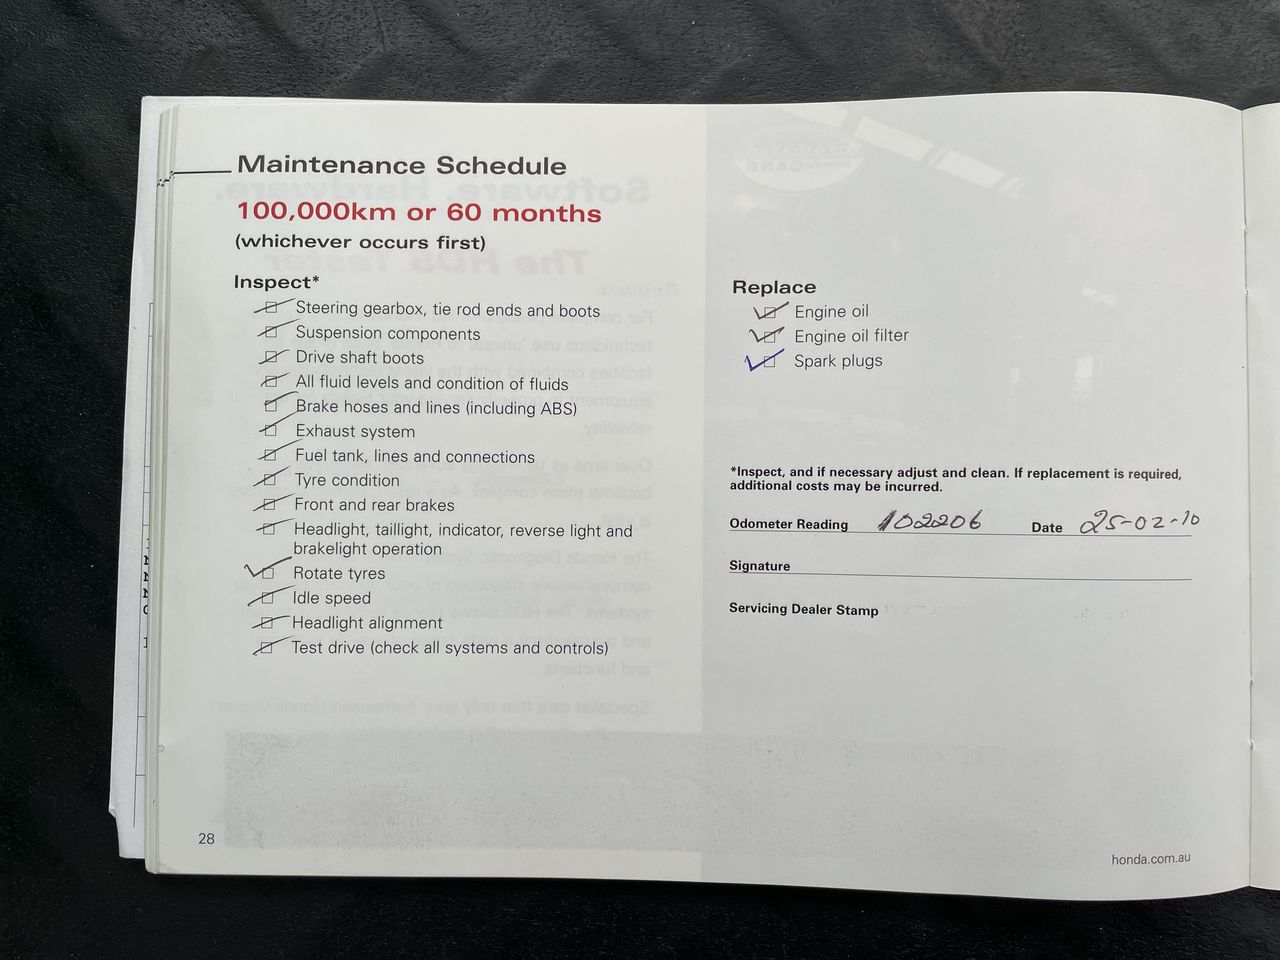 Maintenance Schedule
100,000km or 60 months
(whichever occurs first)
Inspect*
Steering gearbox, tie rod ends and boots
Suspension components
Drive shaft boots
All fluid levels and condition of fluids
Brake hoses and lines (including ABS)
Exhaust system
Fuel tank, lines and connections
Tyre condition
Front and rear brakes
Headlight, taillight, indicator, reverse light and
brakelight operation
Rotate tyres
Idle speed
Headlight alignment
Test drive (check all systems and controls)
28
Replace
Engine oil
Engine oil filter
Spark plugs
*Inspect, and if necessary adjust and clean. If replacement is required,
additional costs may be incurred.
Odometer Reading 102206 Date 25-02-10
Signature
Servicing Dealer Stamp
honda.com.au